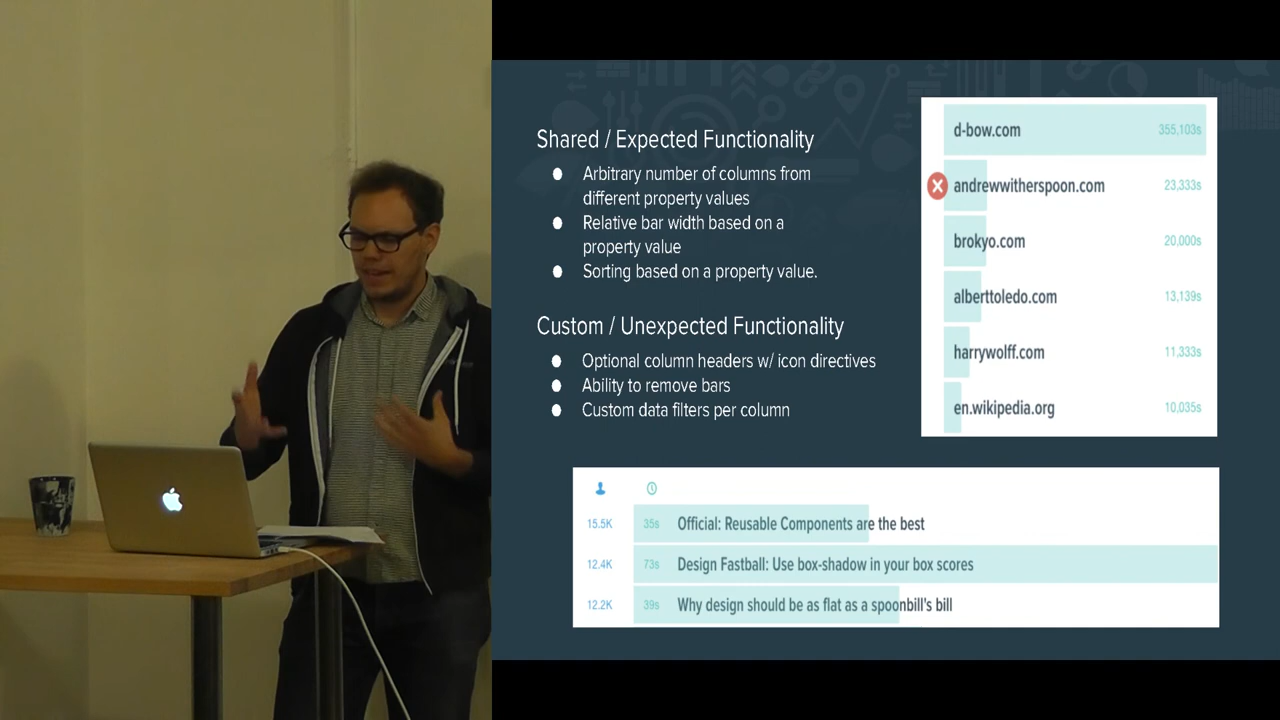 Shared / Expected Functionality
● Arbitrary number of columns from
different property values
● Relative bar width based on a
property value
● Sorting based on a property value.
Custom / Unexpected Functionality
● Optional column headers w/ icon directives
● Ability to remove bars
● Custom data filters per column
d-bow.com 355,103s
andrewwitherspoon.com 23,333s
brokyo.com 20,000s
alberttoledo.com 13,139s
harrywolff.com 11,333s
en.wikipedia.org 10,035s
15.5K 35s Official: Reusable Components are the best
12.4K 73s Design Fastball: Use box-shadow in your box scores
12.2K 39s Why design should be as flat as a spoonbill's bill